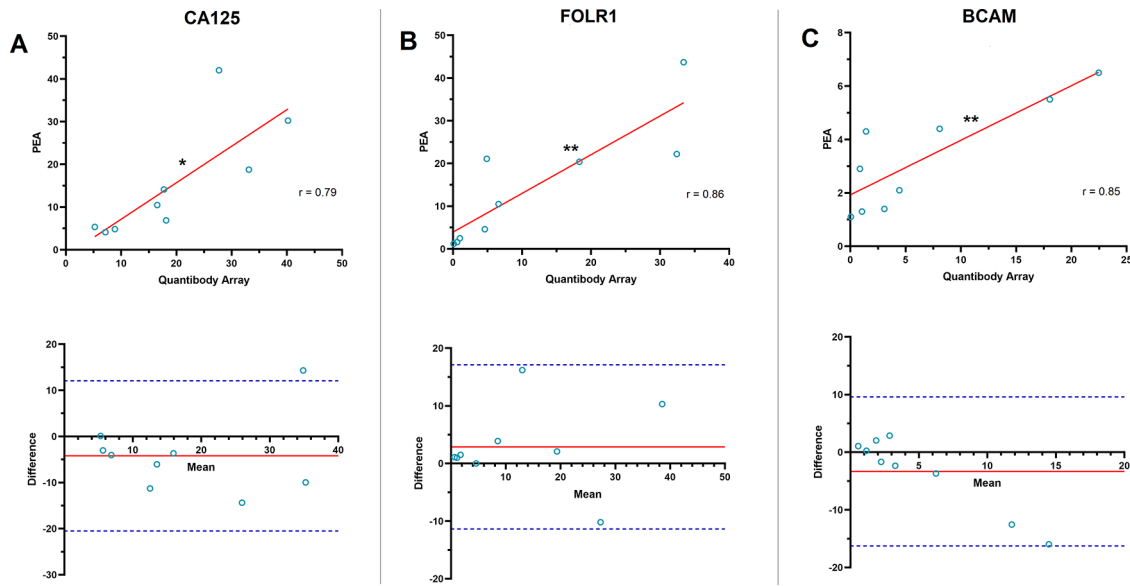 CA125
FOLR1
BCAM
A
B
C
50
40
30
20
10
0
PEA
*
r = 0.79
0 10 20 30 40 50
Quantibody Array
50
40
30
20
10
0
PEA
**
r = 0.86
0 10 20 30 40
Quantibody Array
8
6
4
2
0
PEA
**
r = 0.85
0 5 10 15 20 25
Quantibody Array
20
10
0
-10
-20
-30
Difference
10 20 30 40
Mean
20
10
0
-10
-20
Difference
10 20 30 40 50
Mean
20
10
0
-10
-20
Difference
5 10 15 20
Mean